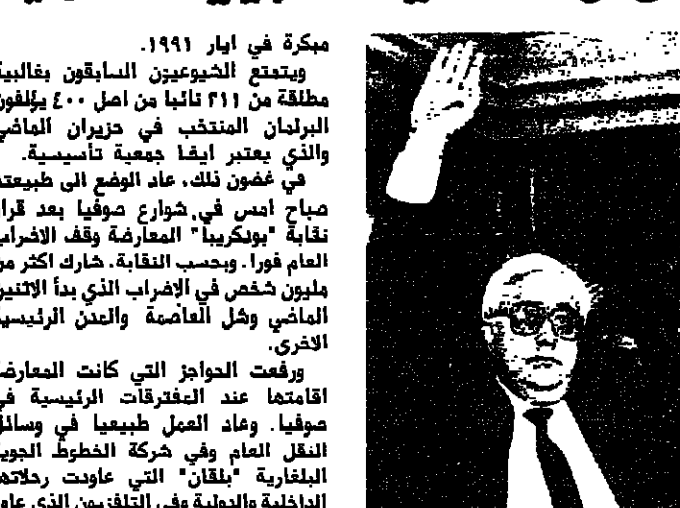 مبكرة في ايار ١٩٩١.
ويتمتع الشيوعيون السابقون بغالبية
مطلقة من ٢١١ نائبا من اصل ٤٠٠ يؤلفون
البرلمان المنتخب في حزيران الماضي
والذي يعتبر ايضا جمعية تأسيسية.
في غضون ذلك، عاد الوضع الى طبيعته
صباح امس في شوارع صوفيا بعد قرار
نقابة "بودكريبا" المعارضة وقف الاضراب
العام فورا. وبحسب النقابة، شارك اكثر من
مليون شخص في الاضراب الذي بدأ الاثنين
الماضي وشل العاصمة والمدن الرئيسية
الاخرى.
ورفعت الحواجز التي كانت المعارضة
اقامتها عند المفترقات الرئيسية في
صوفيا. وعاد العمل طبيعيا في وسائل
النقل العام وفي شركة الخطوط الجوية
البلغارية "بلقان" التي عاودت رحلاتها
الداخلية والدولية وفي التلفزيون الذي عاود